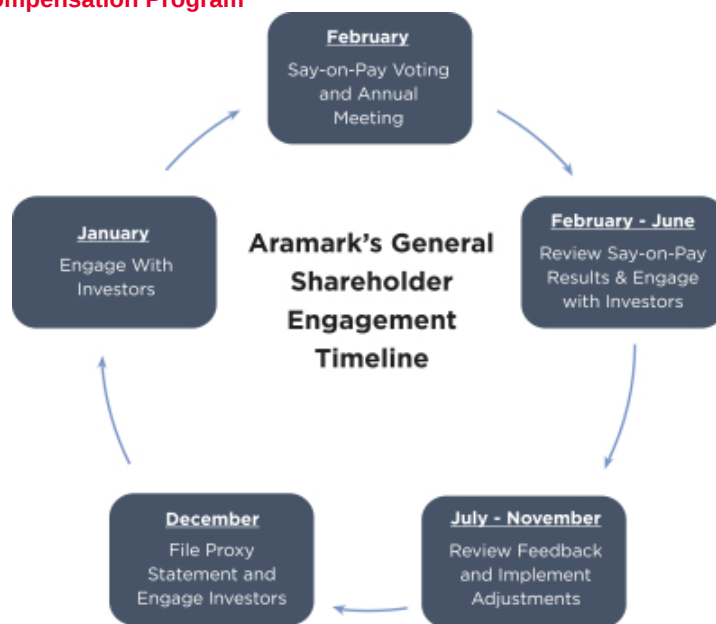 ompensation Program
February
Say-on-Pay Voting
and Annual
Meeting
February - June
Review Say-on-Pay
Results & Engage
with Investors
July - November
Review Feedback
and Implement
Adjustments
December
File Proxy
Statement and
Engage Investors
January
Engage With
Investors
Aramark's General
Shareholder
Engagement
Timeline